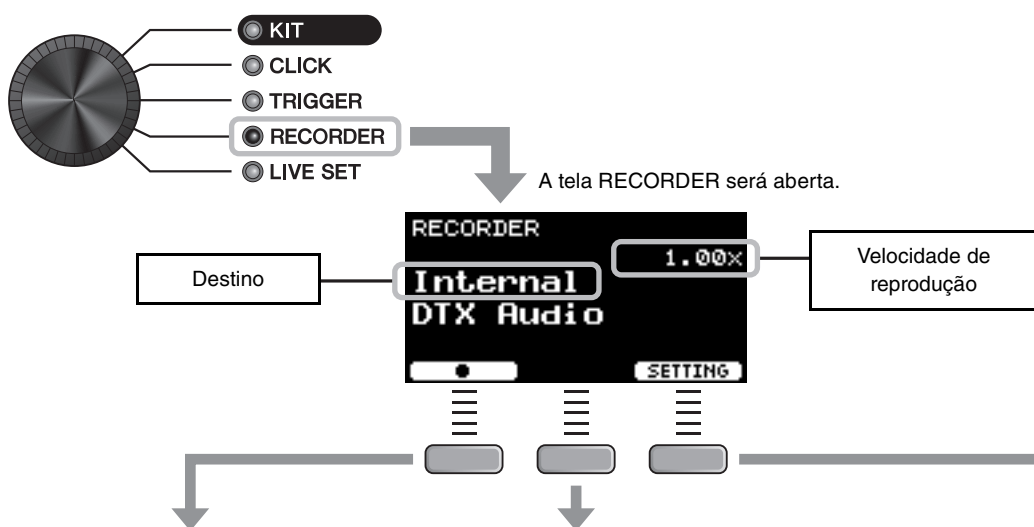 KIT
CLICK
TRIGGER
RECORDER
LIVE SET
A tela RECORDER será aberta.
RECORDER
1.00x
Destino
Internal
Velocidade de
reprodução
DTX Audio
SETTING